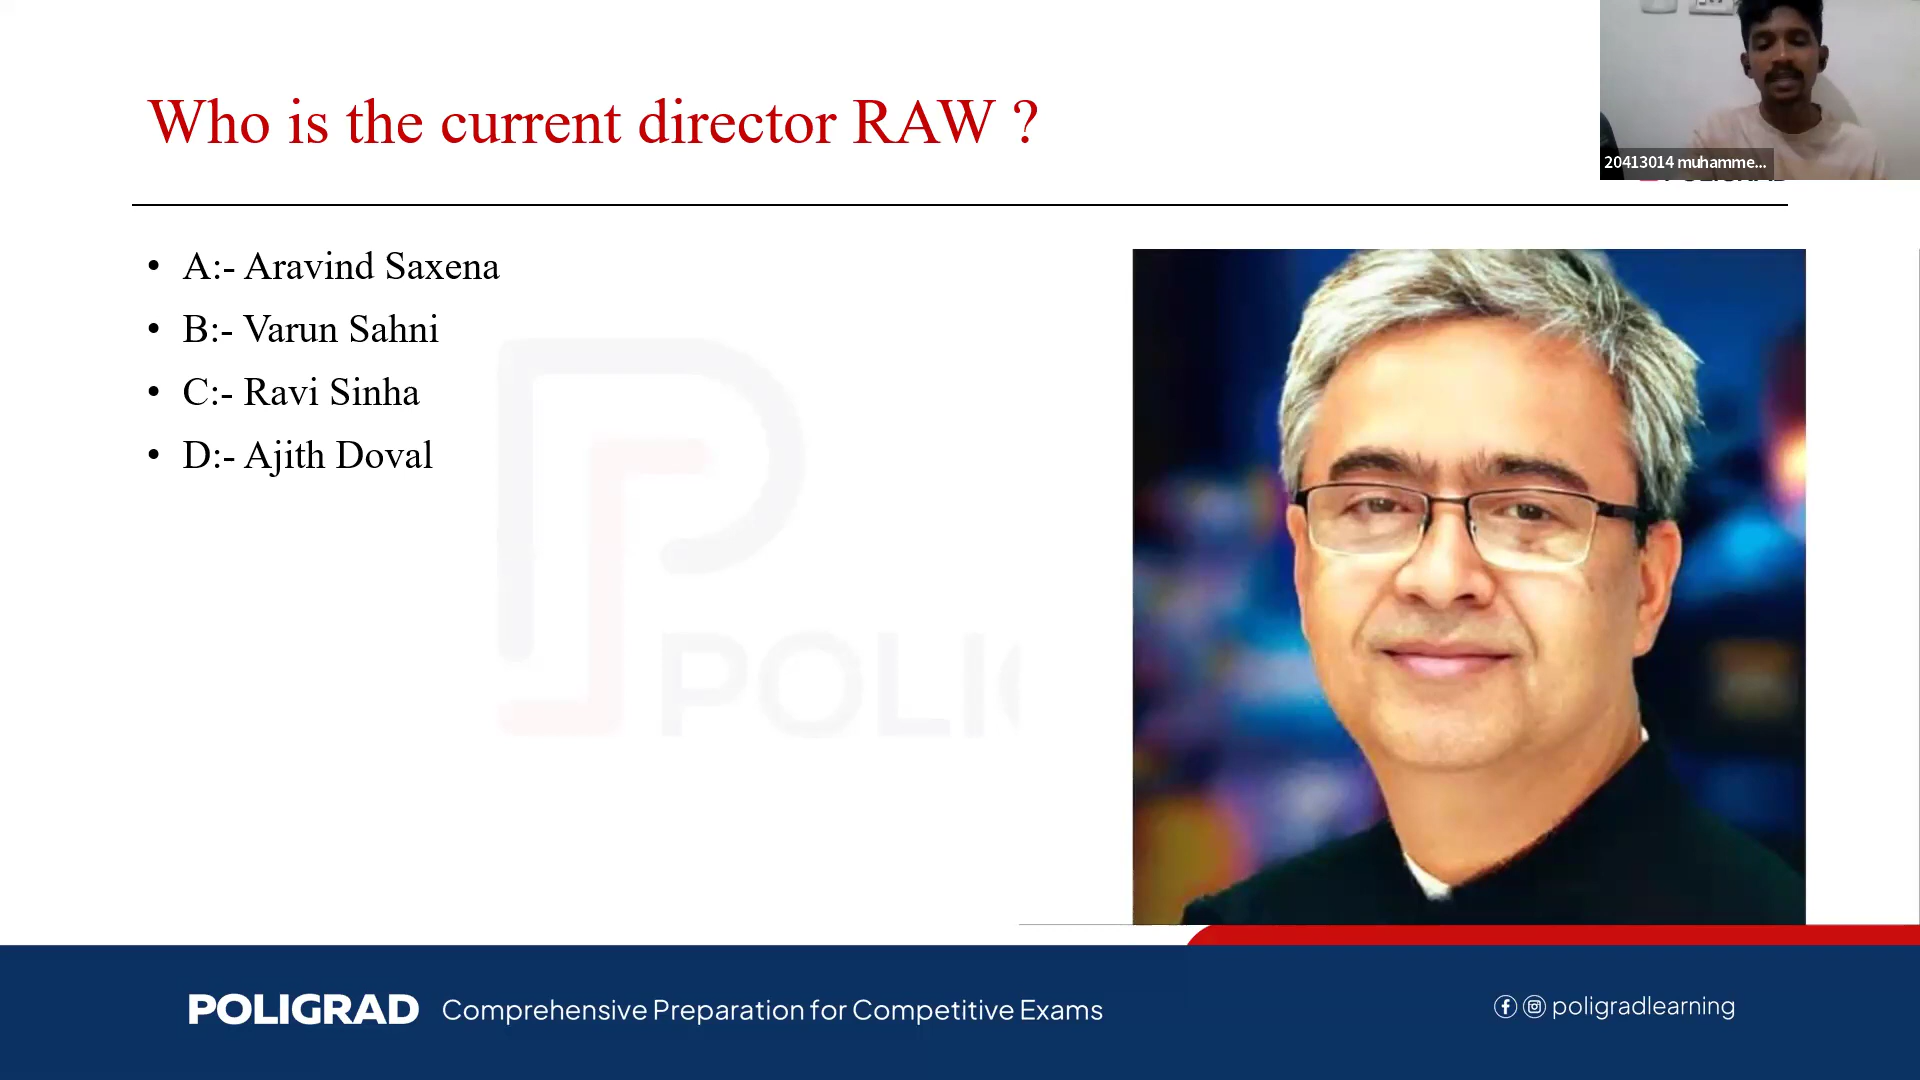 Who is the current director RAW ?
20413014 muhamme...
• A:- Aravind Saxena
• B:- Varun Sahni
• C:- Ravi Sinha
• D:- Ajith Doval
POLI
POLIGRAD Comprehensive Preparation for Competitive Exams
poligradlearning